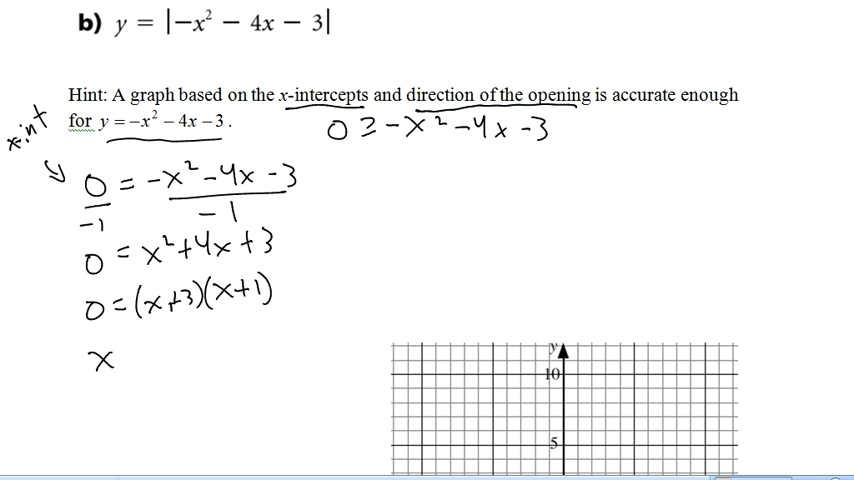 b) y = |−x² − 4x − 3|
Hint: A graph based on the x-intercepts and direction of the opening is accurate enough
for y = −x² − 4x − 3.
0 ≥ −x² − 4x − 3
x-int
0 = −x² − 4x − 3
−1 −1
0 = x² + 4x + 3
0 = (x+3)(x+1)
x
y
10
5